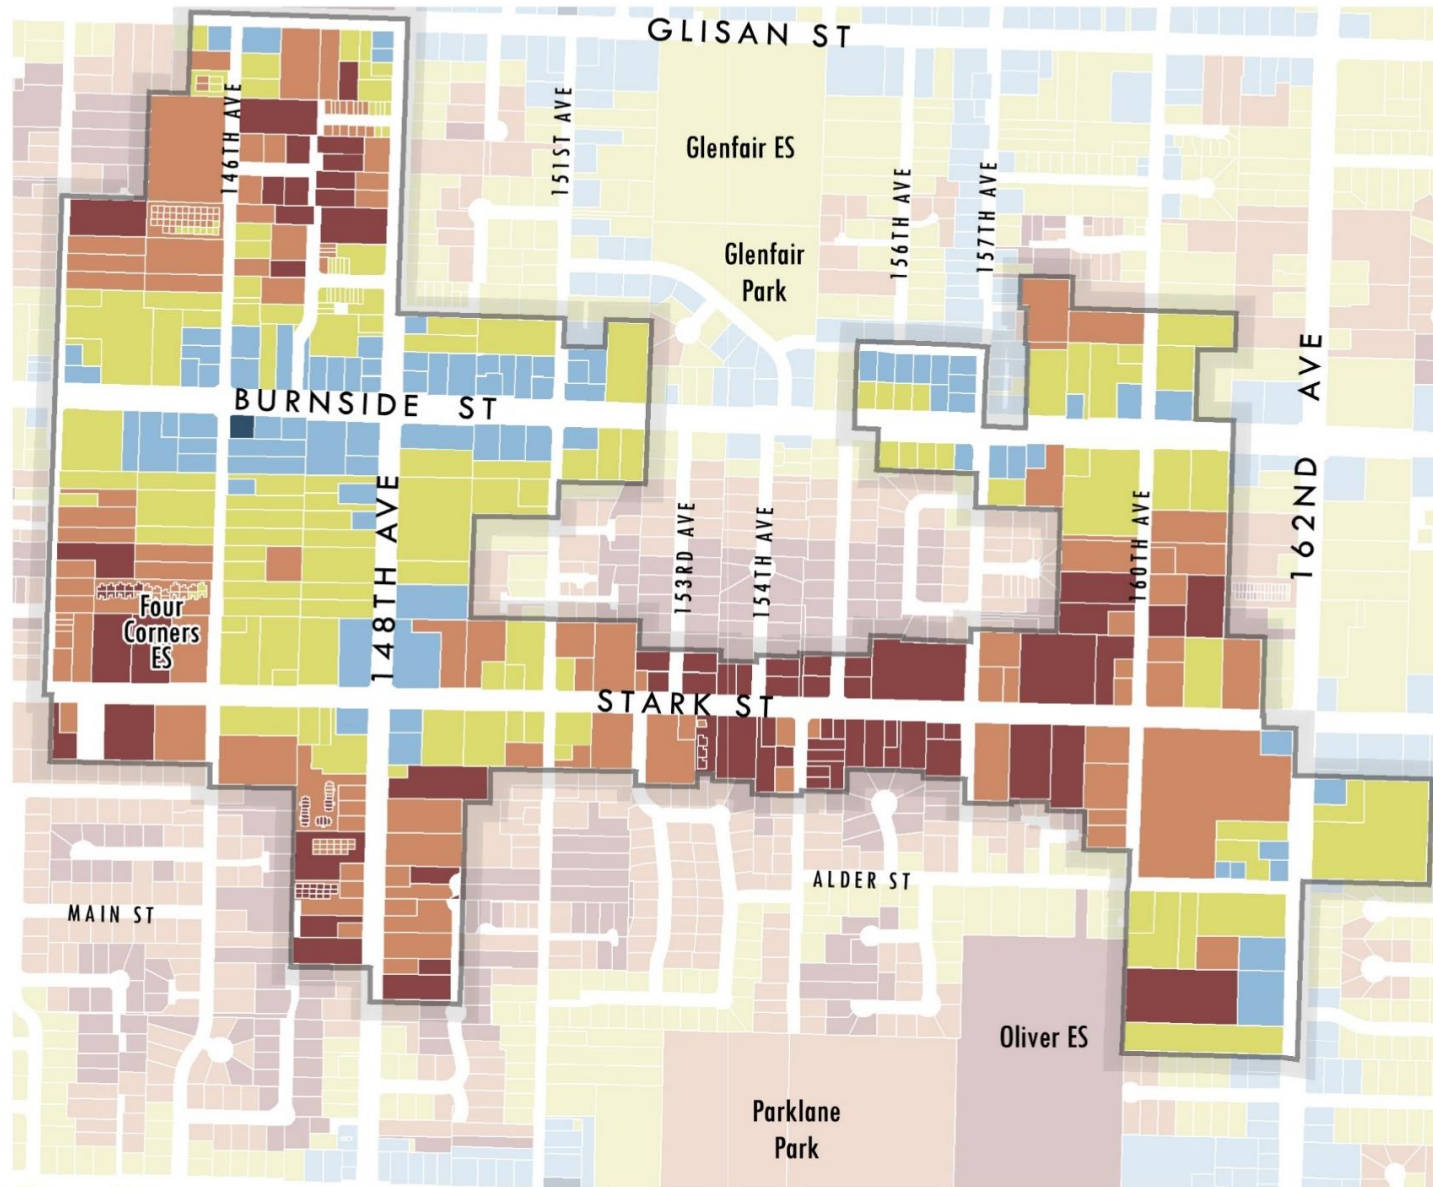 GLISAN ST
146TH AVE
151ST AVE
Glenfair ES
156TH AVE
157TH AVE
Glenfair
Park
BURNSIDE ST
162ND AVE
148TH AVE
153RD AVE
154TH AVE
160TH AVE
Four
Corners
ES
STARK ST
ALDER ST
MAIN ST
Oliver ES
Parklane
Park